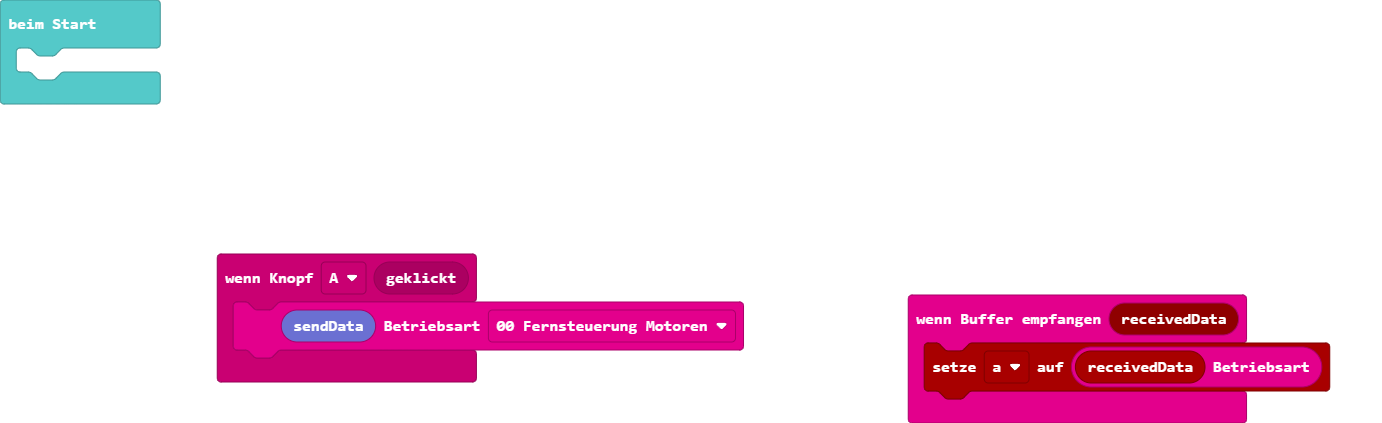 beim Start
wenn Knopf A geklickt
sendData Betriebsart 00 Fernsteuerung Motoren
wenn Buffer empfangen receivedData
setze a auf receivedData Betriebsart